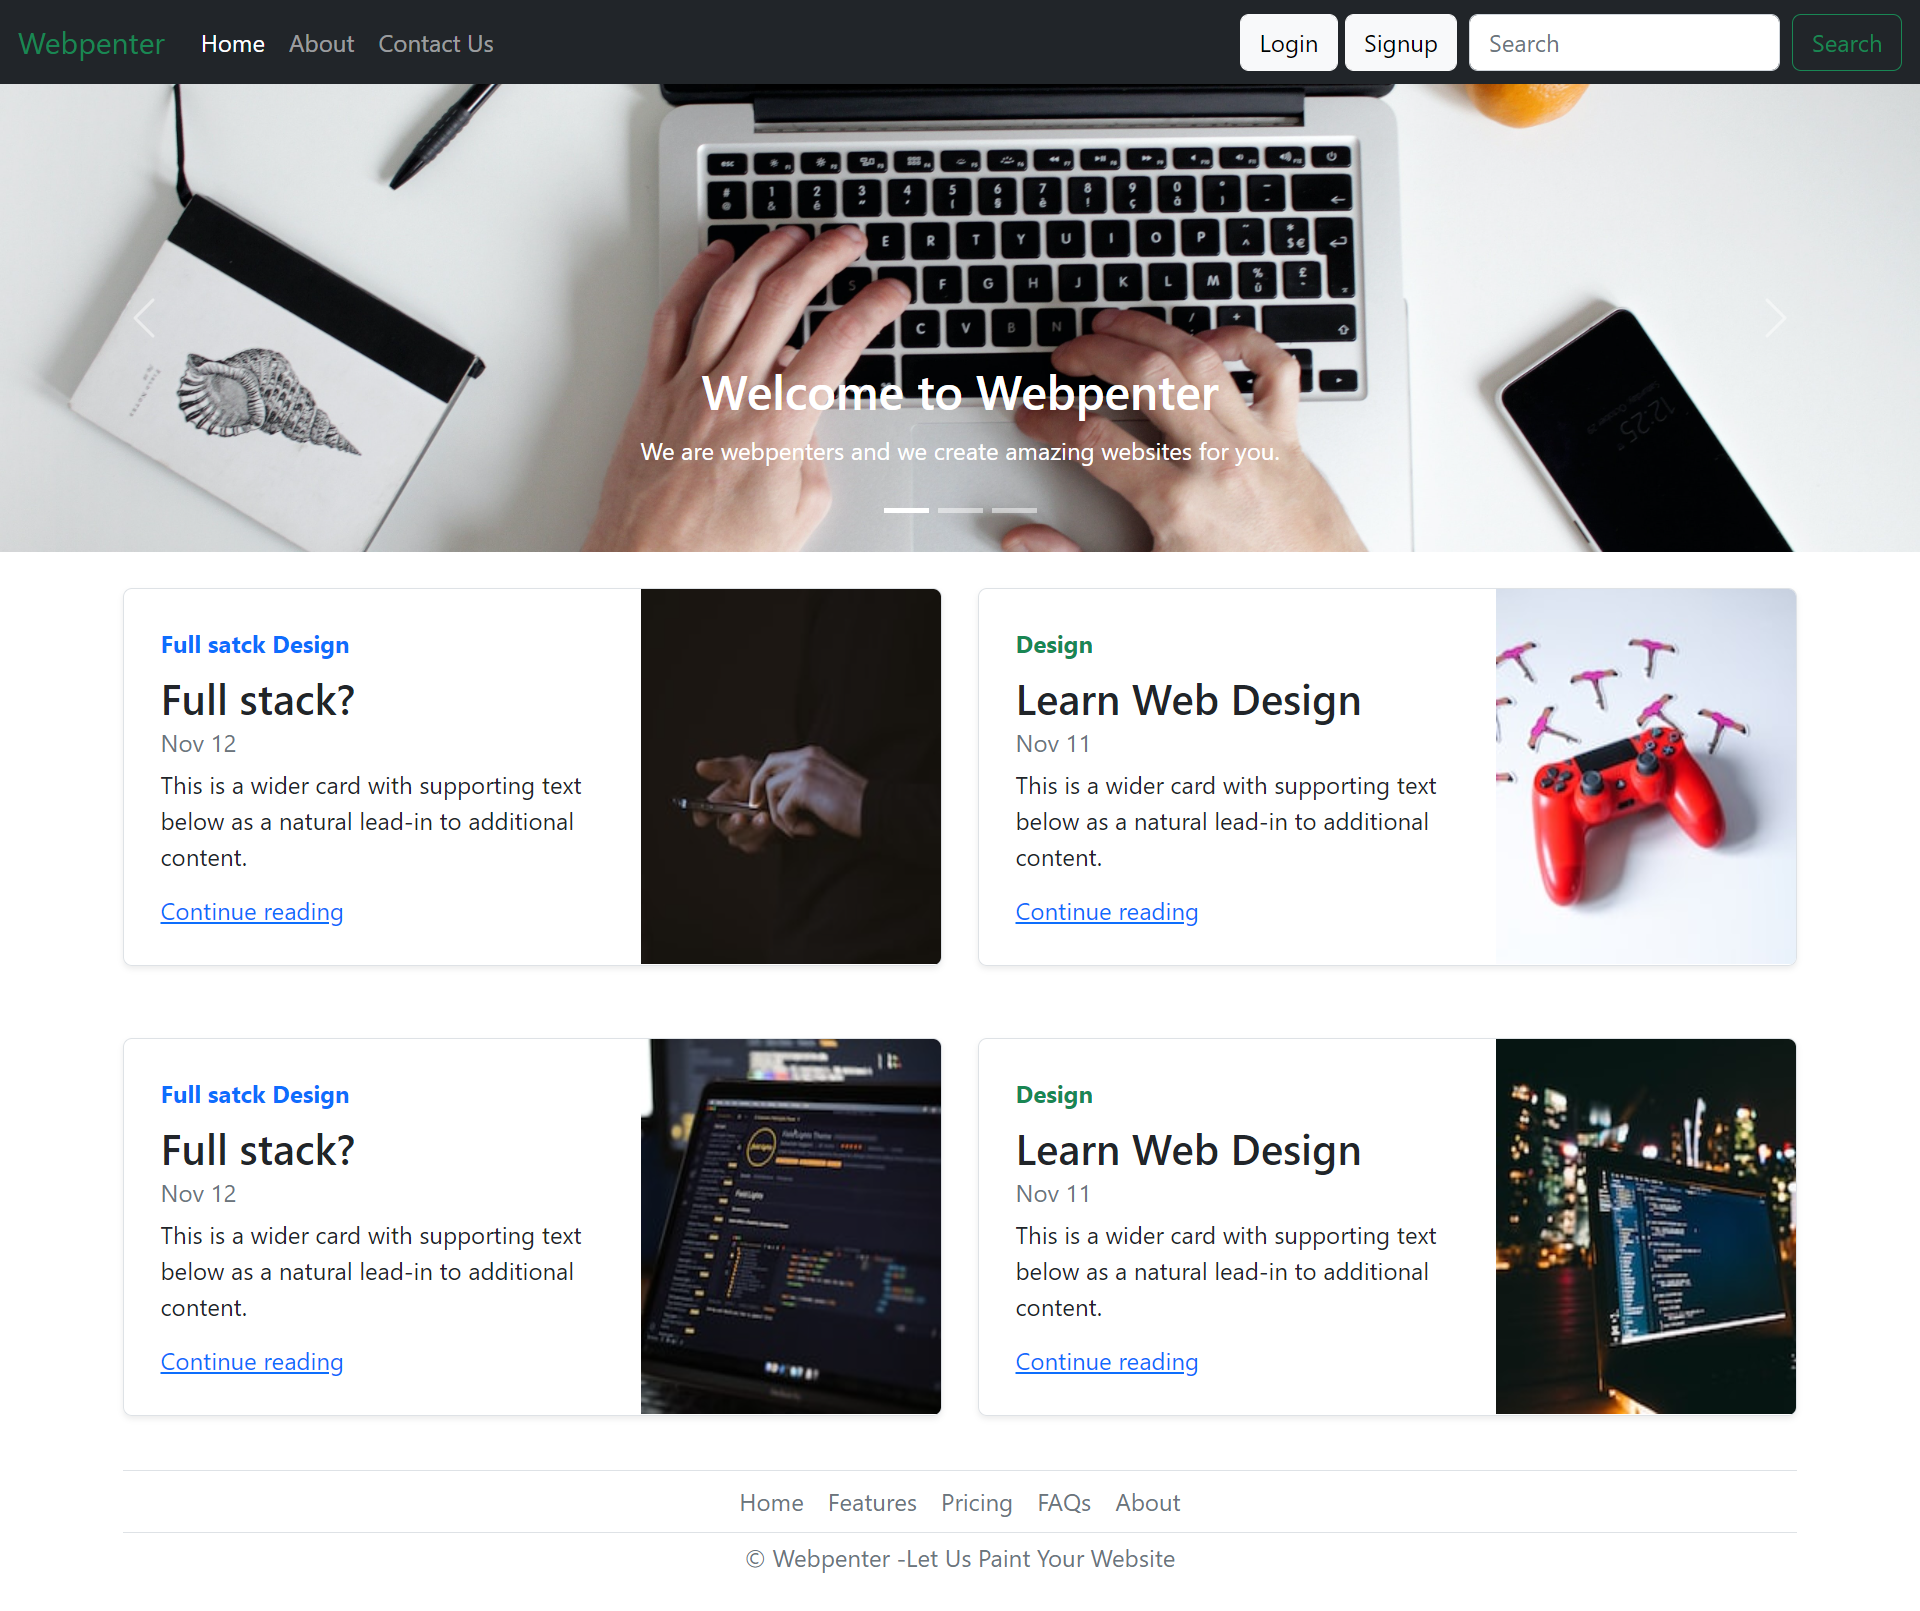 Webpenter Home About Contact Us Login Signup Search Search
Welcome to Webpenter
We are webpenters and we create amazing websites for you.
Full satck Design
Full stack?
Nov 12
This is a wider card with supporting text
below as a natural lead-in to additional
content.
Continue reading
Design
Learn Web Design
Nov 11
This is a wider card with supporting text
below as a natural lead-in to additional
content.
Continue reading
Full satck Design
Full stack?
Nov 12
This is a wider card with supporting text
below as a natural lead-in to additional
content.
Continue reading
Design
Learn Web Design
Nov 11
This is a wider card with supporting text
below as a natural lead-in to additional
content.
Continue reading
Home Features Pricing FAQs About
© Webpenter -Let Us Paint Your Website